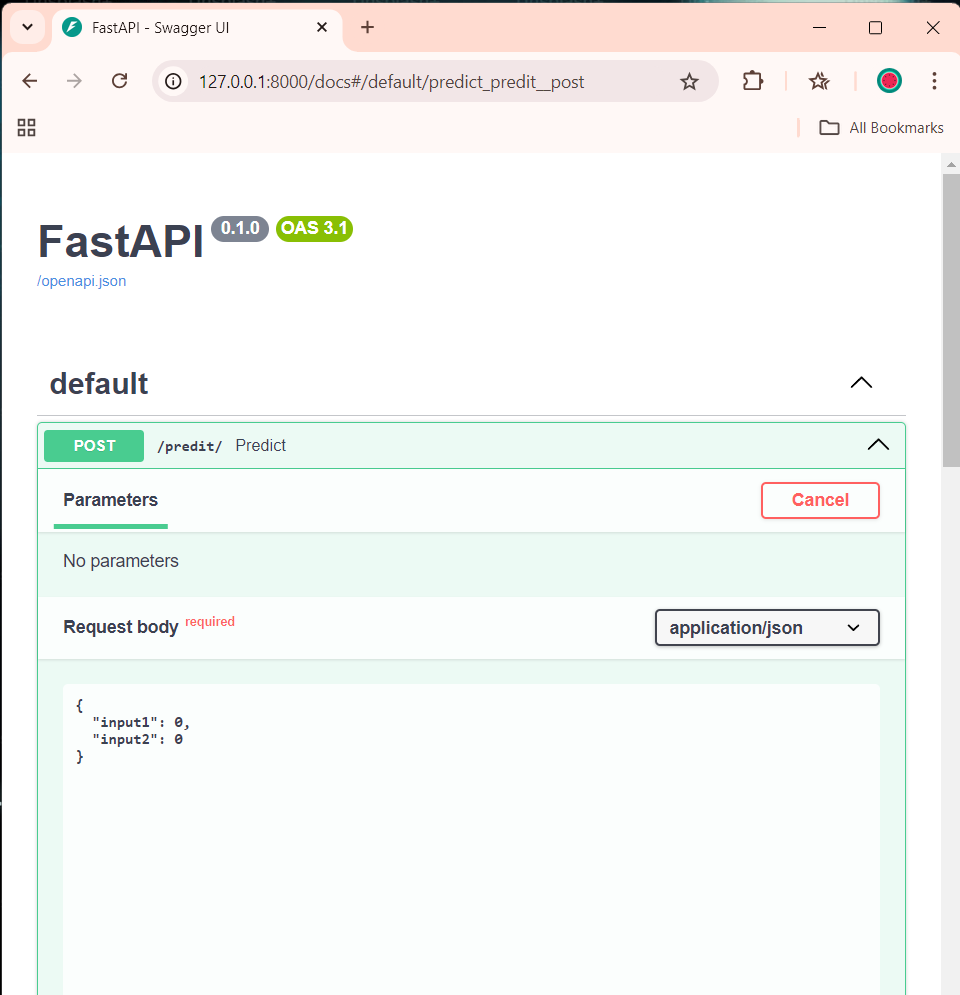 FastAPI - Swagger UI
127.0.0.1:8000/docs#/default/predict_predit__post
All Bookmarks
FastAPI 0.1.0 OAS 3.1
/openapi.json
default
POST /predit/ Predict
Parameters Cancel
No parameters
Request body required application/json
{
"input1": 0,
"input2": 0
}